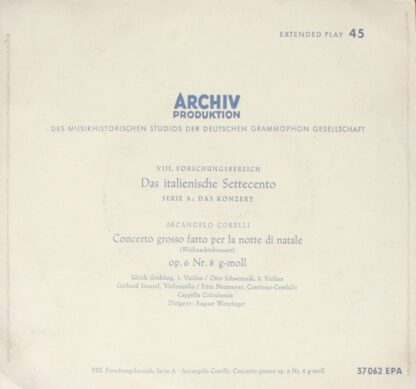 EXTENDED PLAY 45
ARCHIV
PRODUKTION
DES MUSIKHISTORISCHEN STUDIOS DER DEUTSCHEN GRAMMOPHON GESELLSCHAFT
VIII. FORSCHUNGSBEREICH
Das italienische Settecento
SERIE A: DAS KONZERT
ARCANGELO CORELLI
Concerto grosso fatto per la notte di natale
(Weihnachtskonzert)
op. 6 Nr. 8 g-moll
Ulrich Grehling, 1. Violine / Otto Schaernack, 2. Violine
Gerhard Stenzel, Violoncello / Fritz Neumeyer, Continuo-Cembalo
Cappella Coloniensis
Dirigent: August Wenzinger
VIII. Forschungsbereich, Serie A · Arcangelo Corelli: Concerto grosso op. 6 Nr. 8 g-moll
37062 EPA